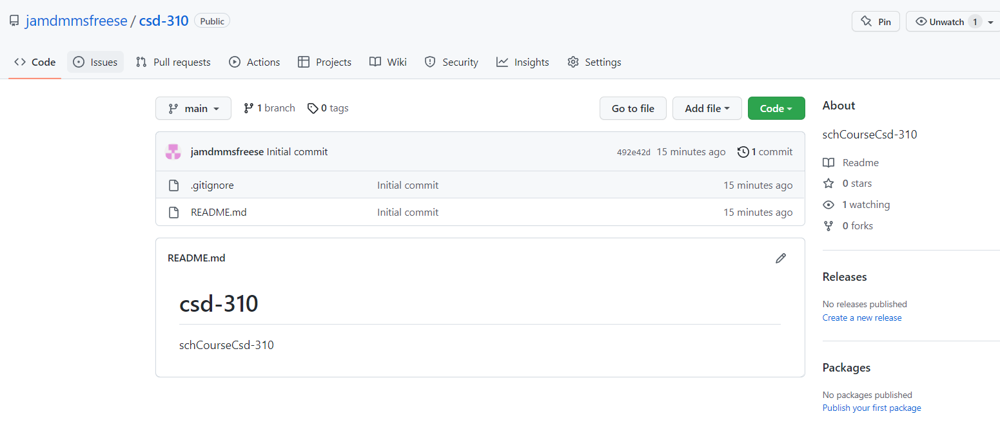 jamdmmsfreese / csd-310 Public Pin Unwatch 1
Code Issues Pull requests Actions Projects Wiki Security Insights Settings
main 1 branch 0 tags Go to file Add file Code
jamdmmsfreese Initial commit 492e42d 15 minutes ago 1 commit
.gitignore Initial commit 15 minutes ago
README.md Initial commit 15 minutes ago
README.md
csd-310
schCourseCsd-310
About
schCourseCsd-310
Readme
0 stars
1 watching
0 forks
Releases
No releases published
Create a new release
Packages
No packages published
Publish your first package